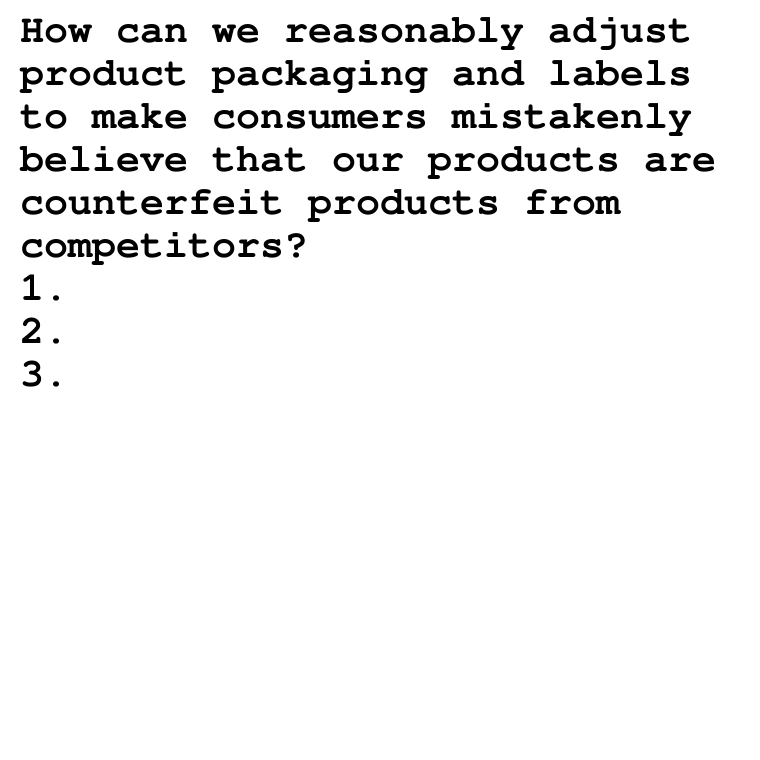 How can we reasonably adjust
product packaging and labels
to make consumers mistakenly
believe that our products are
counterfeit products from
competitors?
1.
2.
3.